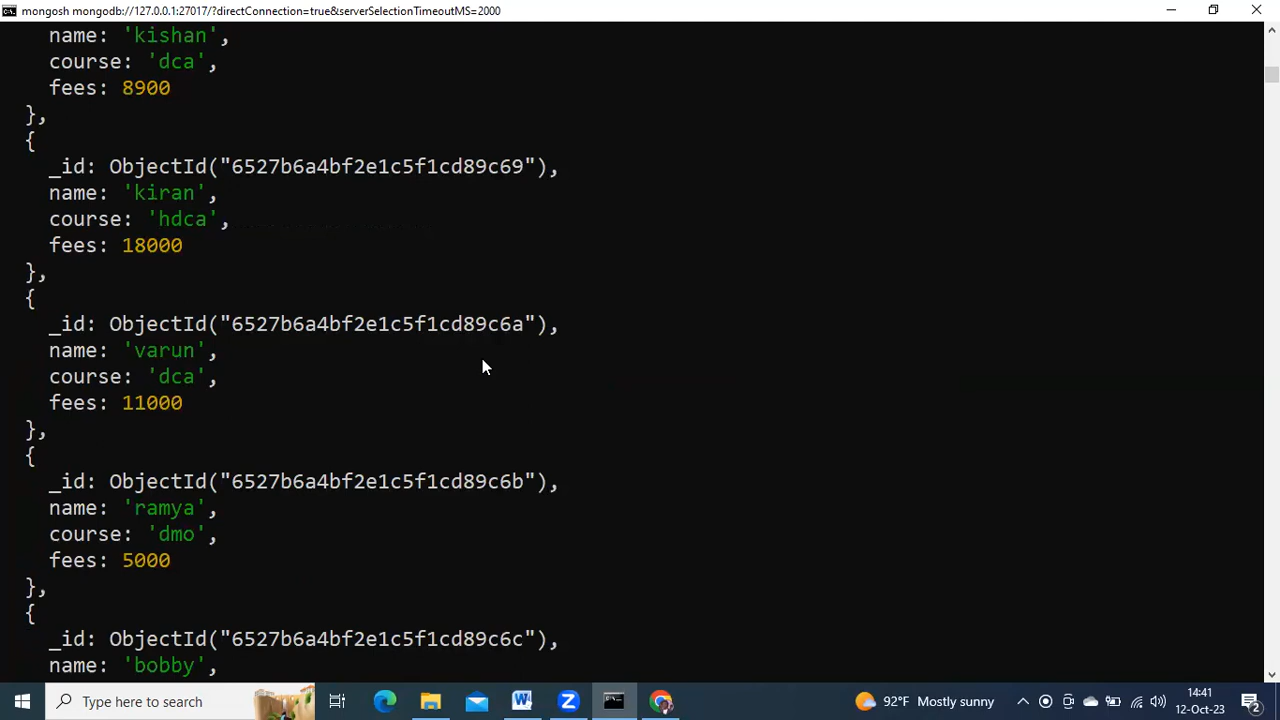 mongosh mongodb://127.0.0.1:27017/?directConnection=true&serverSelectionTimeoutMS=2000
name: 'kishan',
course: 'dca',
fees: 8900
},
{
_id: ObjectId("6527b6a4bf2e1c5f1cd89c69"),
name: 'kiran',
course: 'hdca',
fees: 18000
},
{
_id: ObjectId("6527b6a4bf2e1c5f1cd89c6a"),
name: 'varun',
course: 'dca',
fees: 11000
},
{
_id: ObjectId("6527b6a4bf2e1c5f1cd89c6b"),
name: 'ramya',
course: 'dmo',
fees: 5000
},
{
_id: ObjectId("6527b6a4bf2e1c5f1cd89c6c"),
name: 'bobby',
Type here to search
92°F Mostly sunny
14:41
12-Oct-23
2